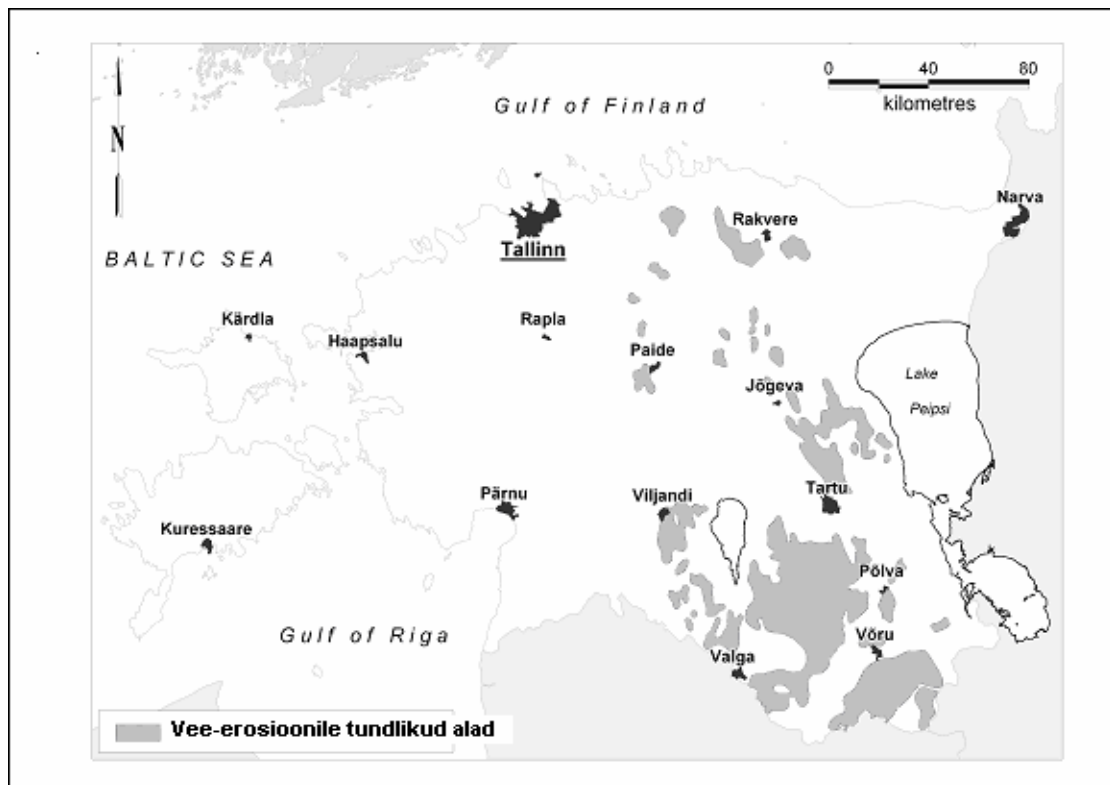 0 40 80
kilometres
Gulf of Finland
N
Narva
Rakvere
Tallinn
BALTIC SEA
Kärdla
Rapla
Haapsalu
Paide
Lake
Peipsi
Jõgeva
Tartu
Pärnu
Viljandi
Kuressaare
Põlva
Gulf of Riga
Võru
Valga
Vee-erosioonile tundlikud alad